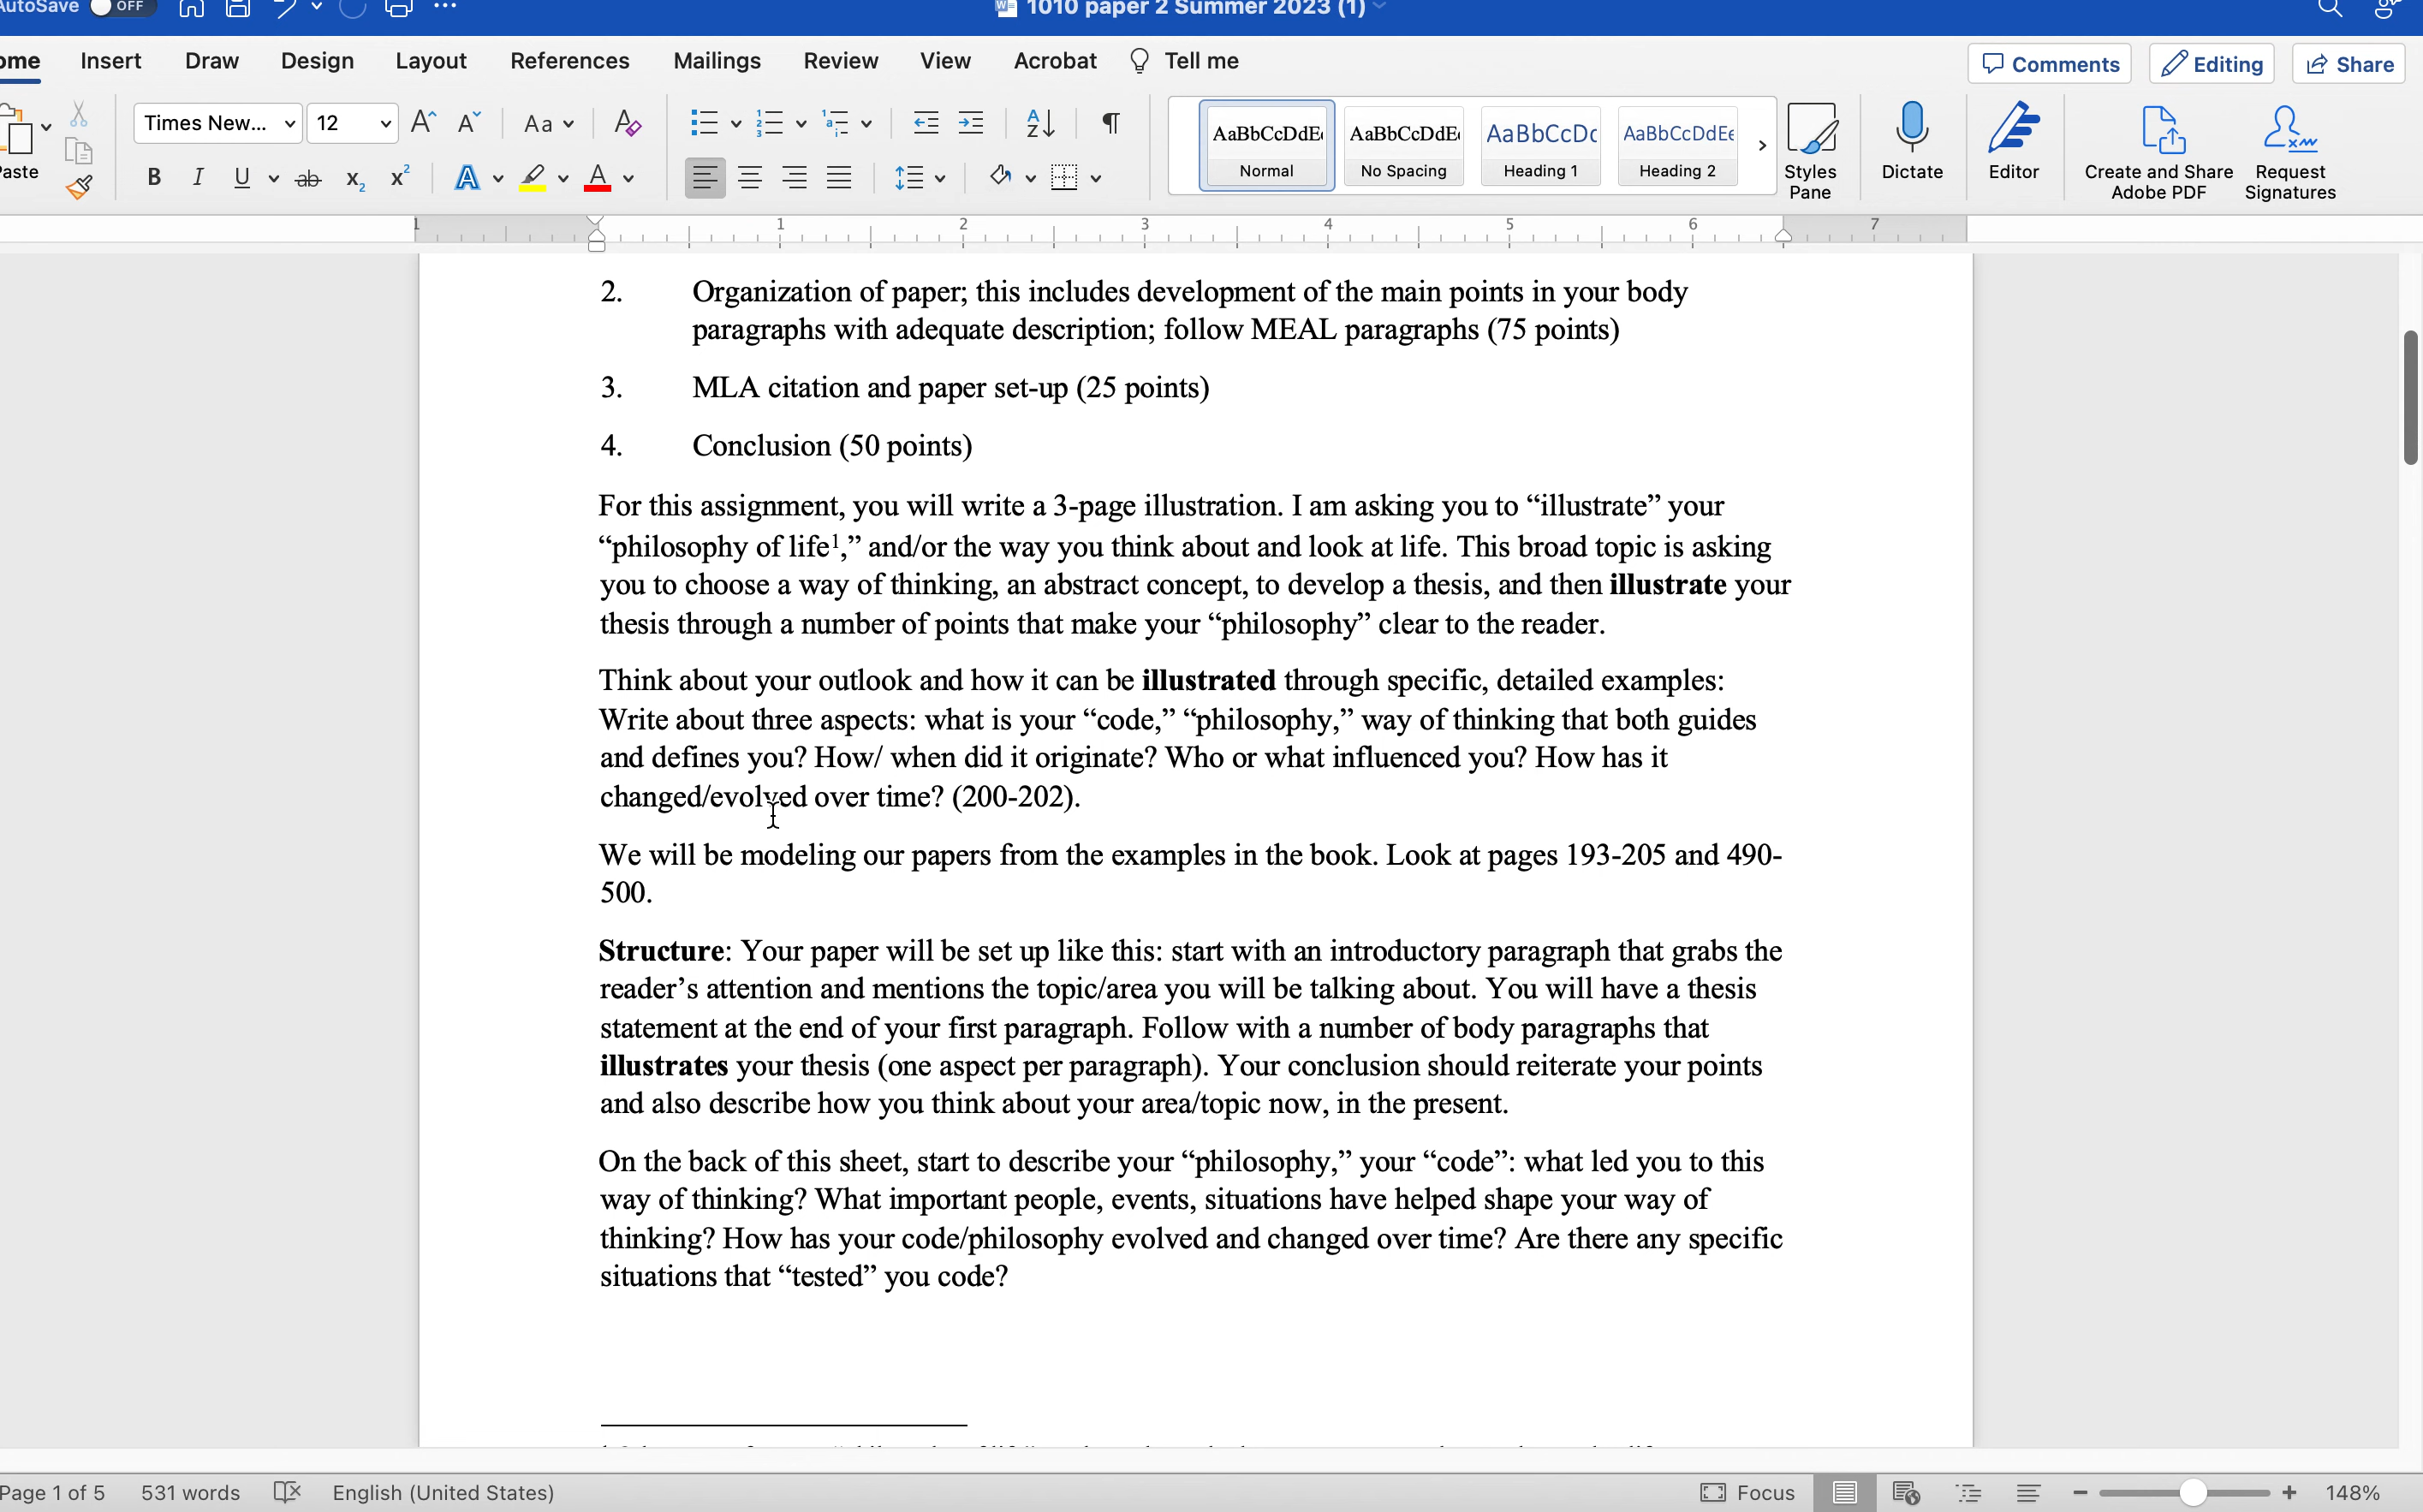 AutoSave OFF
1010 paper 2 Summer 2023 (1)
ome Insert Draw Design Layout References Mailings Review View Acrobat Tell me Comments Editing Share
Paste
Times New... 12 Aa
AaBbCcDdE AaBbCcDdE AaBbCcDc AaBbCcDdEe
Normal No Spacing Heading 1 Heading 2
Styles Pane
Dictate
Editor
Create and Share Adobe PDF
Request Signatures
1 1 2 3 4 5 6 7
2. Organization of paper; this includes development of the main points in your body
paragraphs with adequate description; follow MEAL paragraphs (75 points)
3. MLA citation and paper set-up (25 points)
4. Conclusion (50 points)
For this assignment, you will write a 3-page illustration. I am asking you to “illustrate” your
“philosophy of life¹,” and/or the way you think about and look at life. This broad topic is asking
you to choose a way of thinking, an abstract concept, to develop a thesis, and then illustrate your
thesis through a number of points that make your “philosophy” clear to the reader.
Think about your outlook and how it can be illustrated through specific, detailed examples:
Write about three aspects: what is your “code,” “philosophy,” way of thinking that both guides
and defines you? How/ when did it originate? Who or what influenced you? How has it
changed/evolved over time? (200-202).
We will be modeling our papers from the examples in the book. Look at pages 193-205 and 490-
500.
Structure: Your paper will be set up like this: start with an introductory paragraph that grabs the
reader’s attention and mentions the topic/area you will be talking about. You will have a thesis
statement at the end of your first paragraph. Follow with a number of body paragraphs that
illustrates your thesis (one aspect per paragraph). Your conclusion should reiterate your points
and also describe how you think about your area/topic now, in the present.
On the back of this sheet, start to describe your “philosophy,” your “code”: what led you to this
way of thinking? What important people, events, situations have helped shape your way of
thinking? How has your code/philosophy evolved and changed over time? Are there any specific
situations that “tested” you code?
Page 1 of 5 531 words English (United States) Focus 148%